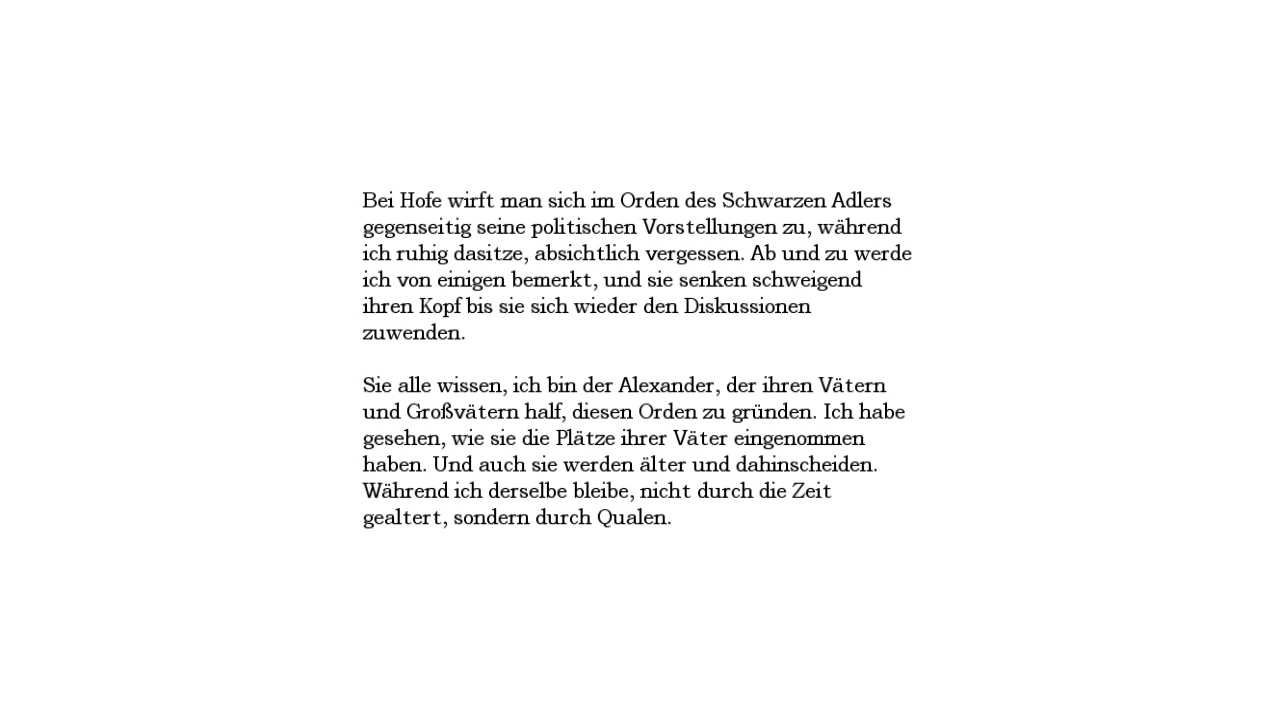 Bei Hofe wirft man sich im Orden des Schwarzen Adlers
gegenseitig seine politischen Vorstellungen zu, während
ich ruhig dasitze, absichtlich vergessen. Ab und zu werde
ich von einigen bemerkt, und sie senken schweigend
ihren Kopf bis sie sich wieder den Diskussionen
zuwenden.

Sie alle wissen, ich bin der Alexander, der ihren Vätern
und Großvätern half, diesen Orden zu gründen. Ich habe
gesehen, wie sie die Plätze ihrer Väter eingenommen
haben. Und auch sie werden älter und dahinscheiden.
Während ich derselbe bleibe, nicht durch die Zeit
gealtert, sondern durch Qualen.